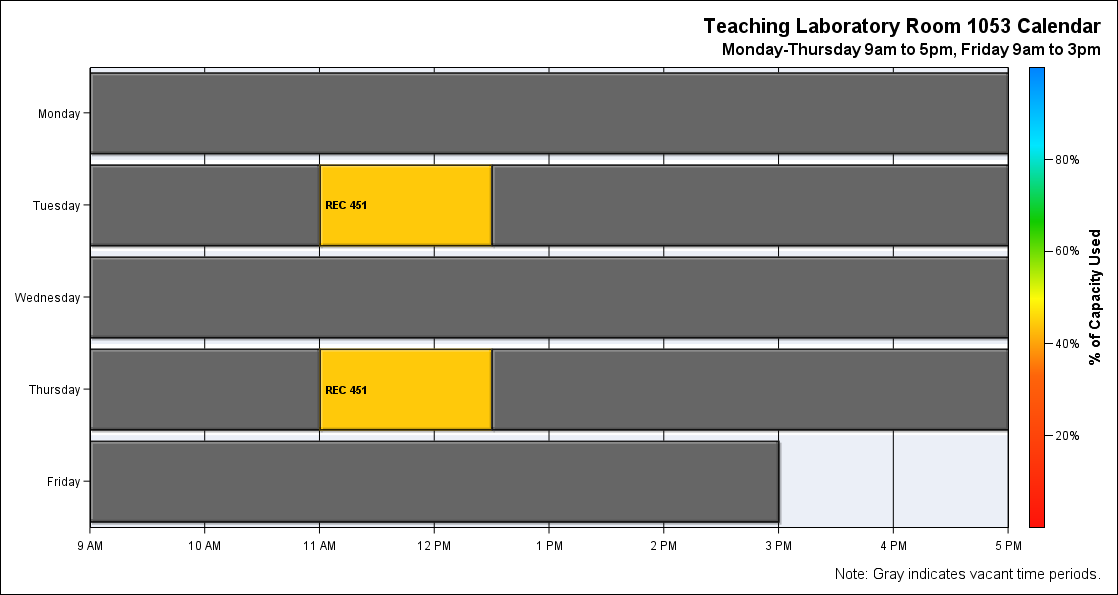 Teaching Laboratory Room 1053 Calendar
Monday-Thursday 9am to 5pm, Friday 9am to 3pm
Monday
Tuesday
REC 451
Wednesday
Thursday
REC 451
Friday
9 AM
10 AM
11 AM
12 PM
1 PM
2 PM
3 PM
4 PM
5 PM
80%
60%
40%
20%
% of Capacity Used
Note: Gray indicates vacant time periods.